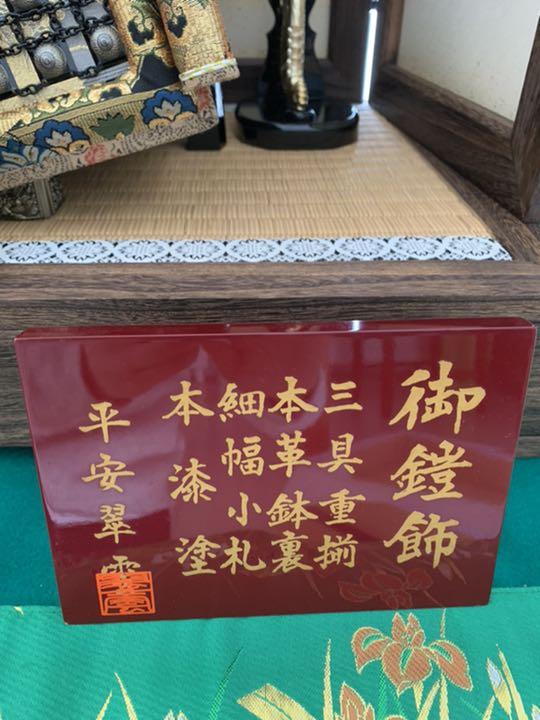 御鎧飾
三具重揃
本革鉢裏
細幅小札
本漆塗
平安翠雲